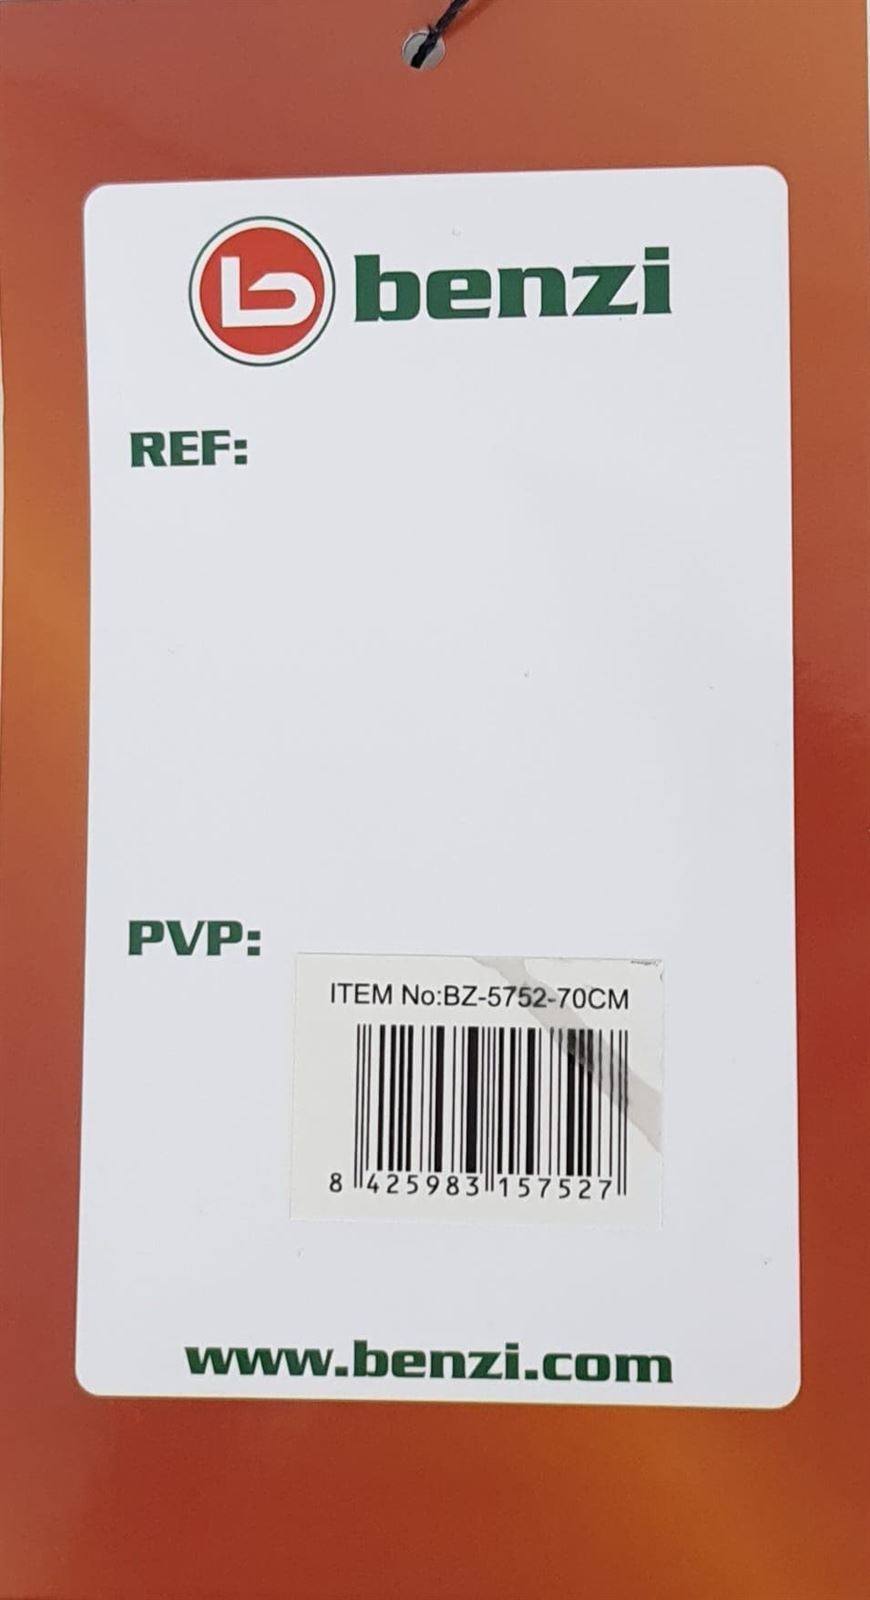 benzi
REF:
PVP:
ITEM No:BZ-5752-70CM
8 425983 157527
www.benzi.com